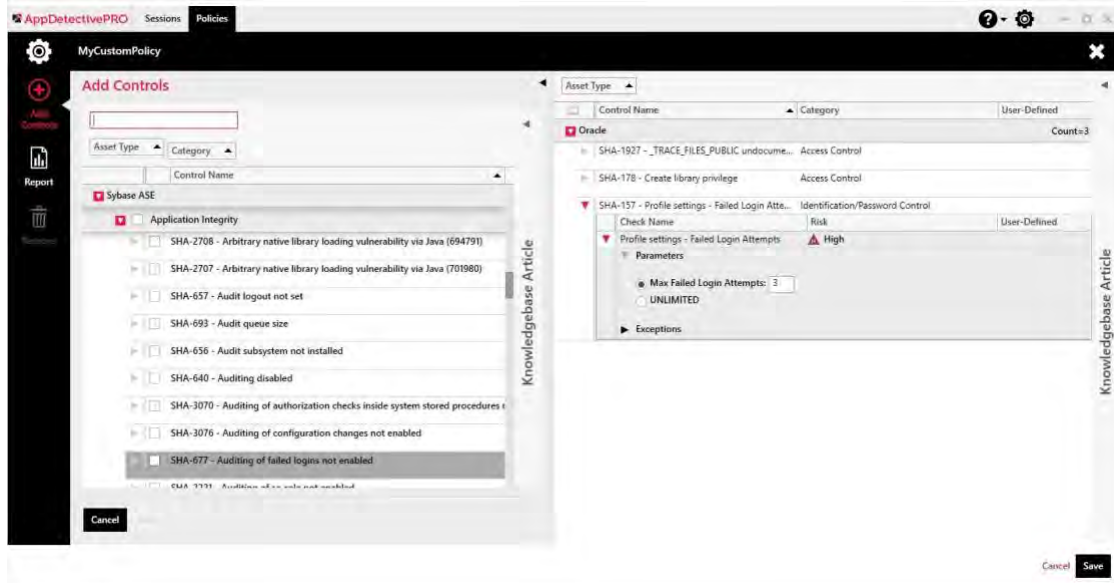 AppDetectivePRO Sessions Policies
MyCustomPolicy
Add Controls
Report
Asset Type Category
Control Name
Sybase ASE
Application Integrity
SHA-2708 - Arbitrary native library loading vulnerability via Java (694791)
SHA-2707 - Arbitrary native library loading vulnerability via Java (701980)
SHA-657 - Audit logout not set
SHA-693 - Audit queue size
SHA-656 - Audit subsystem not installed
SHA-640 - Auditing disabled
SHA-3070 - Auditing of authorization checks inside system stored procedures
SHA-3076 - Auditing of configuration changes not enabled
SHA-677 - Auditing of failed logins not enabled
Cancel
Knowledgebase Article
Asset Type
Control Name Category User-Defined
Oracle Count=3
SHA-1927 - _TRACE_FILES_PUBLIC undocume... Access Control
SHA-178 - Create library privilege Access Control
SHA-157 - Profile settings - Failed Login Atte... Identification/Password Control
Check Name Risk User-Defined
Profile settings - Failed Login Attempts High
Parameters
Max Failed Login Attempts: 3
UNLIMITED
Exceptions
Knowledgebase Article
Cancel Save